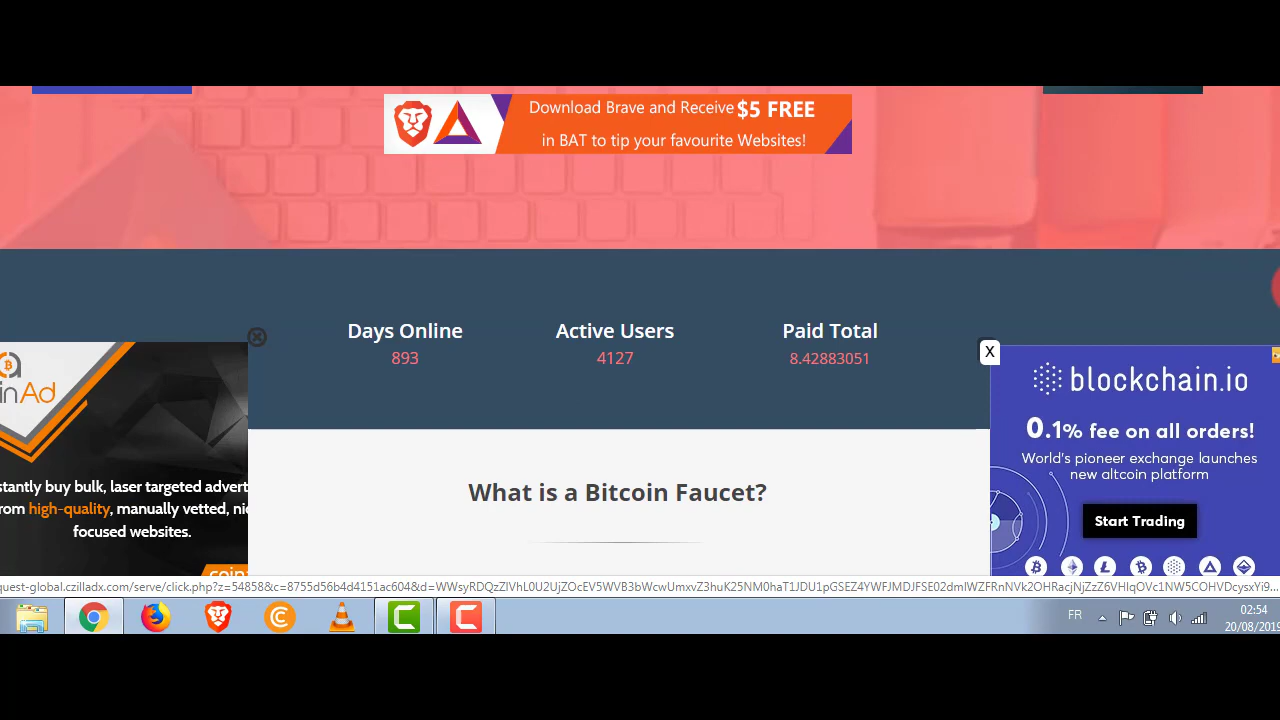 Download Brave and Receive $5 FREE
in BAT to tip your favourite Websites!
Days Online
Active Users
Paid Total
893
4127
8.42883051
X
inAd
stantly buy bulk, laser targeted advert
rom high-quality, manually vetted, nic
focused websites.
blockchain.io
0.1% fee on all orders!
World's pioneer exchange launches
new altcoin platform
Start Trading
What is a Bitcoin Faucet?
FR
02:54
20/08/2019